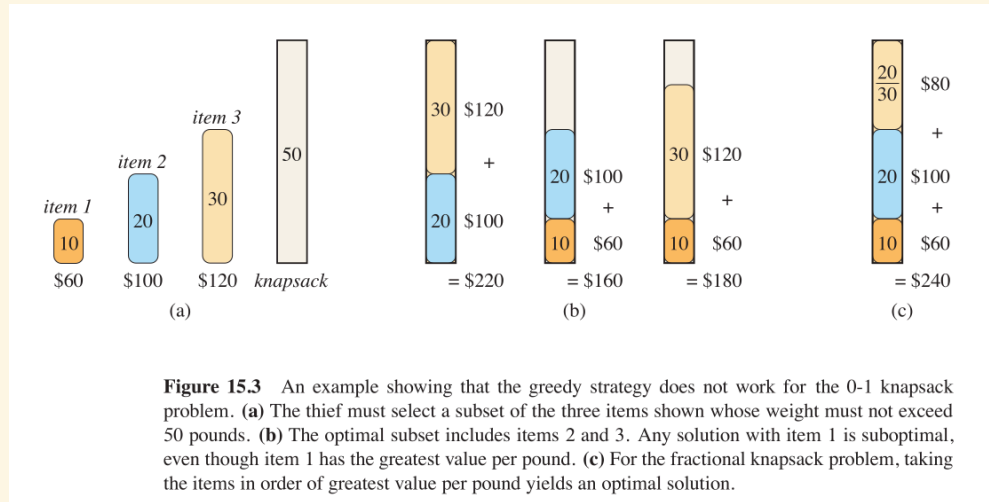 item 1
10
$60
item 2
20
$100
item 3
30
$120
50
knapsack
(a)
30 $120
+
20 $100
= $220
20 $100
+
10 $60
= $160
30 $120
+
10 $60
= $180
(b)
20
30
$80
+
20 $100
+
10 $60
= $240
(c)
Figure 15.3 An example showing that the greedy strategy does not work for the 0-1 knapsack
problem. (a) The thief must select a subset of the three items shown whose weight must not exceed
50 pounds. (b) The optimal subset includes items 2 and 3. Any solution with item 1 is suboptimal,
even though item 1 has the greatest value per pound. (c) For the fractional knapsack problem, taking
the items in order of greatest value per pound yields an optimal solution.